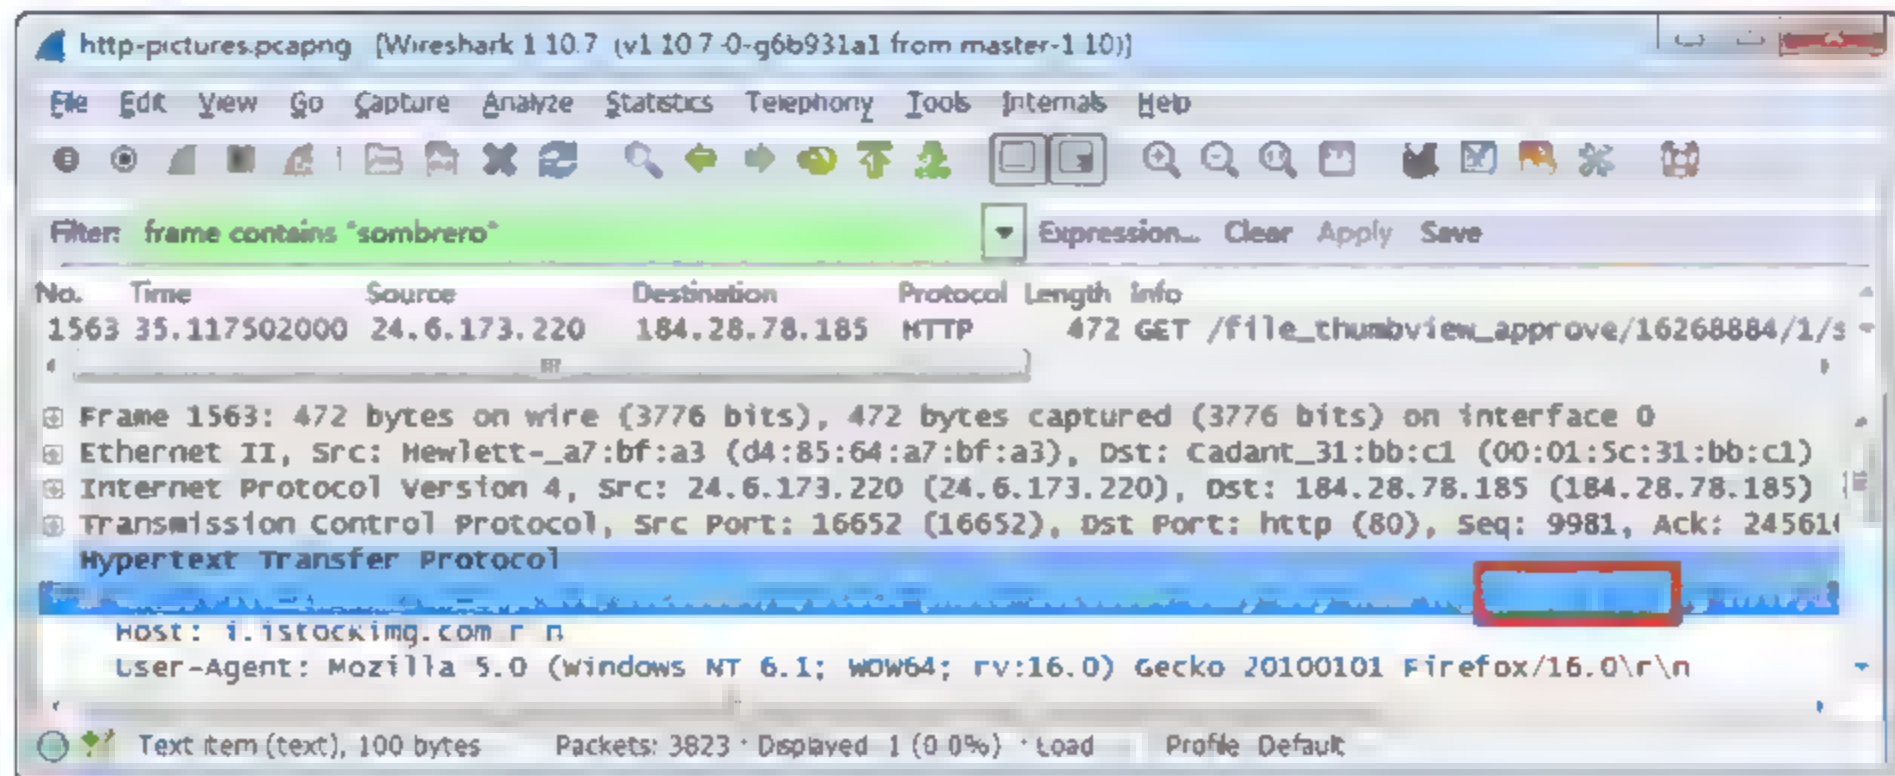 http-pictures.pcapng [Wireshark 1.10.7 (v1.10.7-0-g6b931a1 from master-1.10)]
File Edit View Go Capture Analyze Statistics Telephony Tools Internals Help
Filter: frame contains "sombrero" Expression... Clear Apply Save
No. Time Source Destination Protocol Length Info
1563 35.117502000 24.6.173.220 184.28.78.185 HTTP 472 GET /file_thumbview_approve/16268884/1/s
Frame 1563: 472 bytes on wire (3776 bits), 472 bytes captured (3776 bits) on interface 0
Ethernet II, Src: Hewlett-_a7:bf:a3 (d4:85:64:a7:bf:a3), Dst: Cadant_31:bb:c1 (00:01:5c:31:bb:c1)
Internet Protocol Version 4, Src: 24.6.173.220 (24.6.173.220), Dst: 184.28.78.185 (184.28.78.185)
Transmission Control Protocol, Src Port: 16652 (16652), Dst Port: http (80), Seq: 9981, Ack: 24561
Hypertext Transfer Protocol
Host: i.istockimg.com r n
User-Agent: Mozilla 5.0 (Windows NT 6.1; WOW64; rv:16.0) Gecko 20100101 Firefox/16.0\r\n
Text item (text), 100 bytes Packets: 3823 · Displayed 1 (0.0%) · Load Profile Default